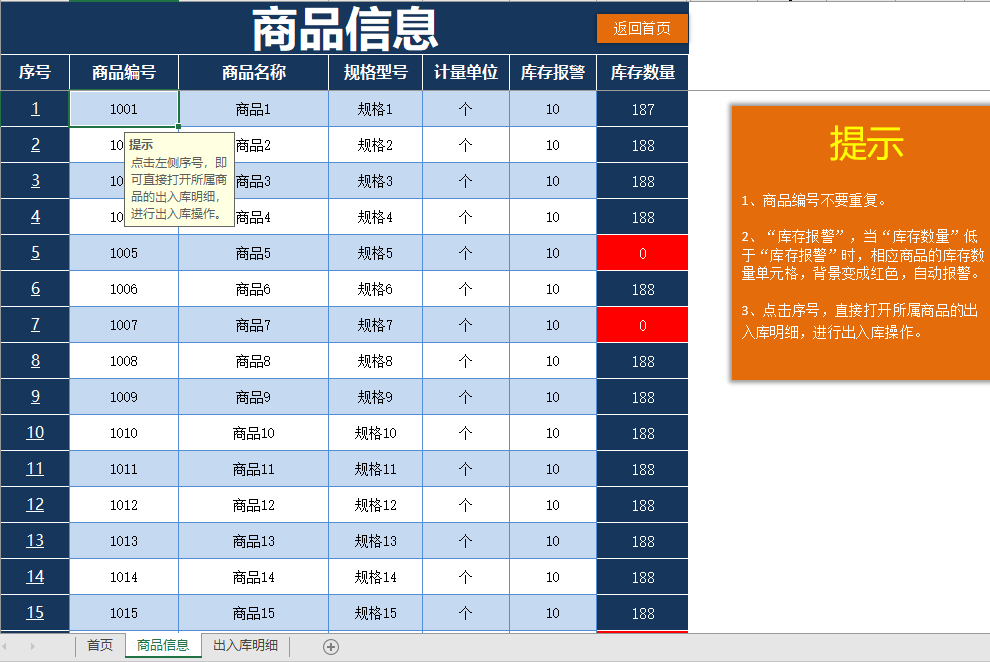 商品信息
返回首页
序号 商品编号 商品名称 规格型号 计量单位 库存报警 库存数量
1 1001 商品1 规格1 个 10 187
2 10 商品2 规格2 个 10 188
3 10 商品3 规格3 个 10 188
4 10 商品4 规格4 个 10 188
5 1005 商品5 规格5 个 10 0
6 1006 商品6 规格6 个 10 188
7 1007 商品7 规格7 个 10 0
8 1008 商品8 规格8 个 10 188
9 1009 商品9 规格9 个 10 188
10 1010 商品10 规格10 个 10 188
11 1011 商品11 规格11 个 10 188
12 1012 商品12 规格12 个 10 188
13 1013 商品13 规格13 个 10 188
14 1014 商品14 规格14 个 10 188
15 1015 商品15 规格15 个 10 188
提示
点击左侧序号，即
可直接打开所属商
品的出入库明细，
进行出入库操作。
提示
1、商品编号不要重复。
2、“库存报警”，当“库存数量”低
于“库存报警”时，相应商品的库存数
量单元格，背景变成红色，自动报警。
3、点击序号，直接打开所属商品的出
入库明细，进行出入库操作。
首页 商品信息 出入库明细